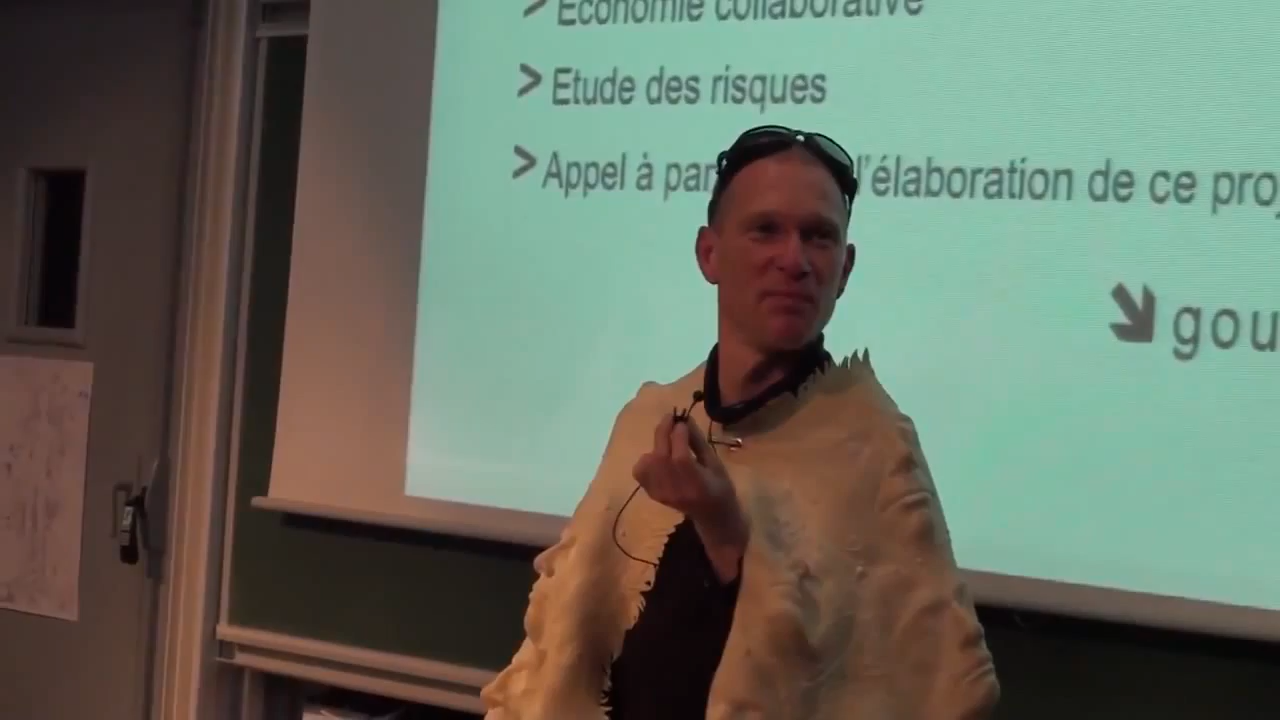 > Economie collaborative
> Etude des risques
> Appel à par l'élaboration de ce pro
gou